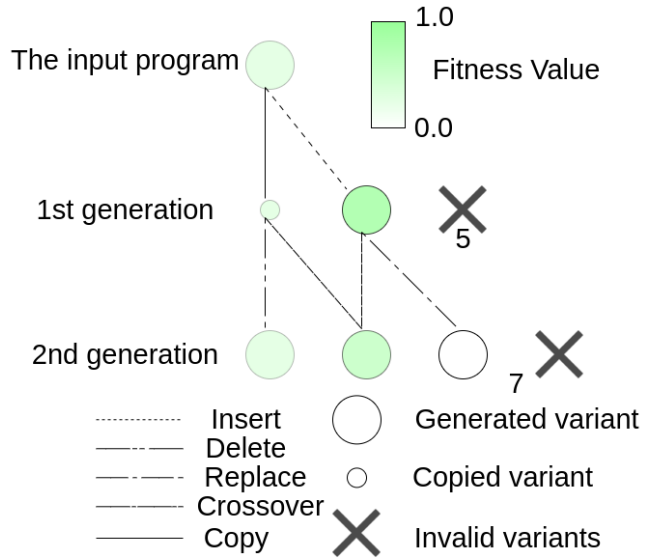 1.0
The input program
Fitness Value
0.0
1st generation
5
2nd generation
7
Insert
Generated variant
Delete
Replace
Copied variant
Crossover
Copy
Invalid variants